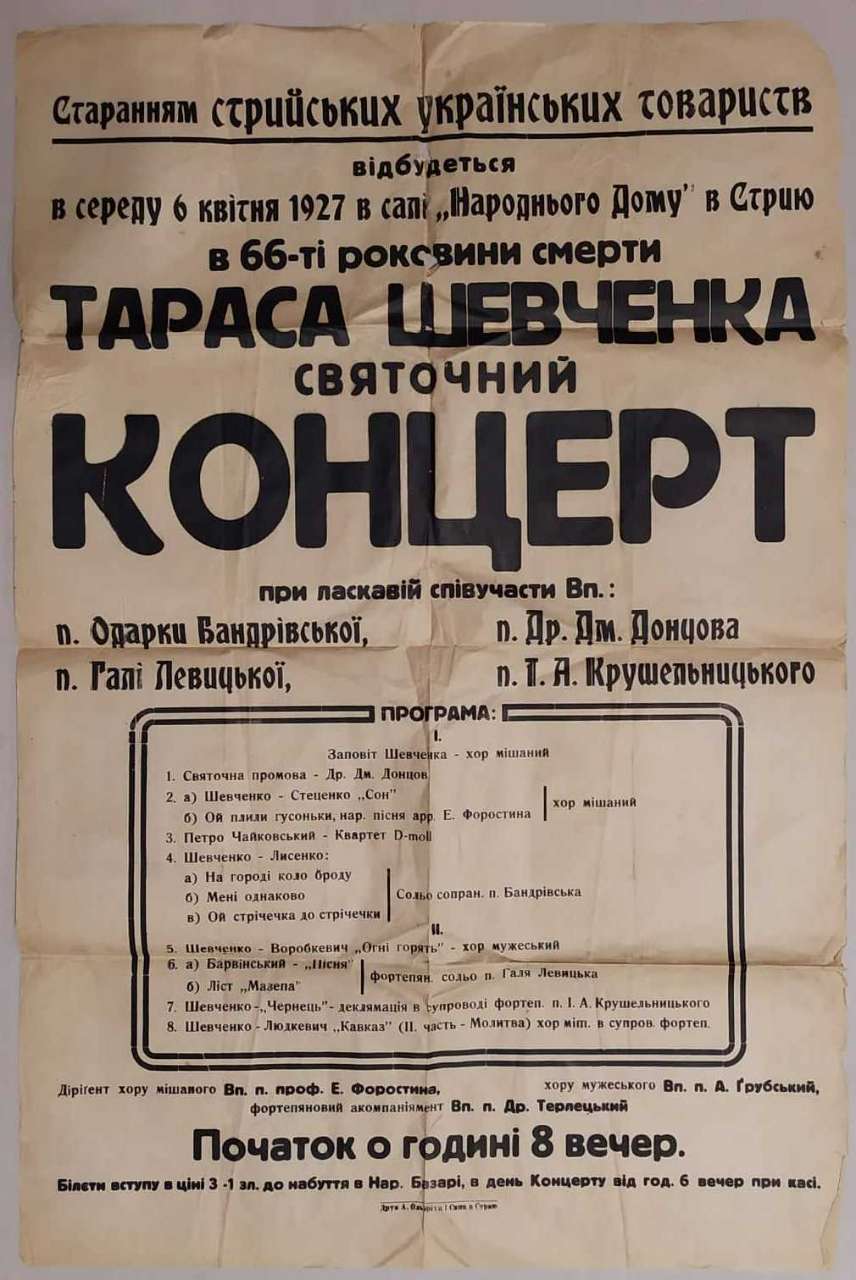 Старанням стрийських українських товариств
відбудеться
в середу 6 квітня 1927 в сали „Народнього Дому" в Стрию
в 66-ті роковини смерти
ТАРАСА ШЕВЧЕНКА
СВЯТОЧНИЙ
КОНЦЕРТ
при ласкавій співучасти Вп.:
п. Одарки Бандрівської, п. Др. Дм. Донцова
п. Галі Левицької, п. І. А. Крушельницького
ПРОГРАМА:
I.
Заповіт Шевченка - хор мішаний
1. Святочна промова - Др. Дм. Донцов
2. а) Шевченко - Стеценко „Сон"
б) Ой плили гусоньки, нар. пісня арр. Е. Форостина
хор мішаний
3. Петро Чайковський - Квартет D-moll
4. Шевченко - Лисенко:
а) На городі коло броду
б) Мені однаково
в) Ой стрічечка до стрічечки
Сольо сопран. п. Бандрівська
II.
5. Шевченко - Воробкевич „Огні горять" - хор мужеський
6. а) Барвінський - „Пісня"
б) Ліст „Мазепа"
фортепян. сольо п. Галя Левицька
7. Шевченко - „Чернець" - деклямація в супроводі фортеп. п. І. А. Крушельницького
8. Шевченко - Людкевич „Кавказ" (II. часть - Молитва) хор міш. в супров. фортеп.
Діріґент хору мішаного Вп. п. проф. Е. Форостина, хору мужеського Вп. п. А. Ґрубський,
фортепяновий акомпаніямент Вп. п. Др. Терлецький
Початок о годині 8 вечер.
Білєти вступу в ціні 3 -1 зл. до набуття в Нар. Базарі, в день Концерту від год. 6 вечер при касі.
Друк А. і Сина в Стрию